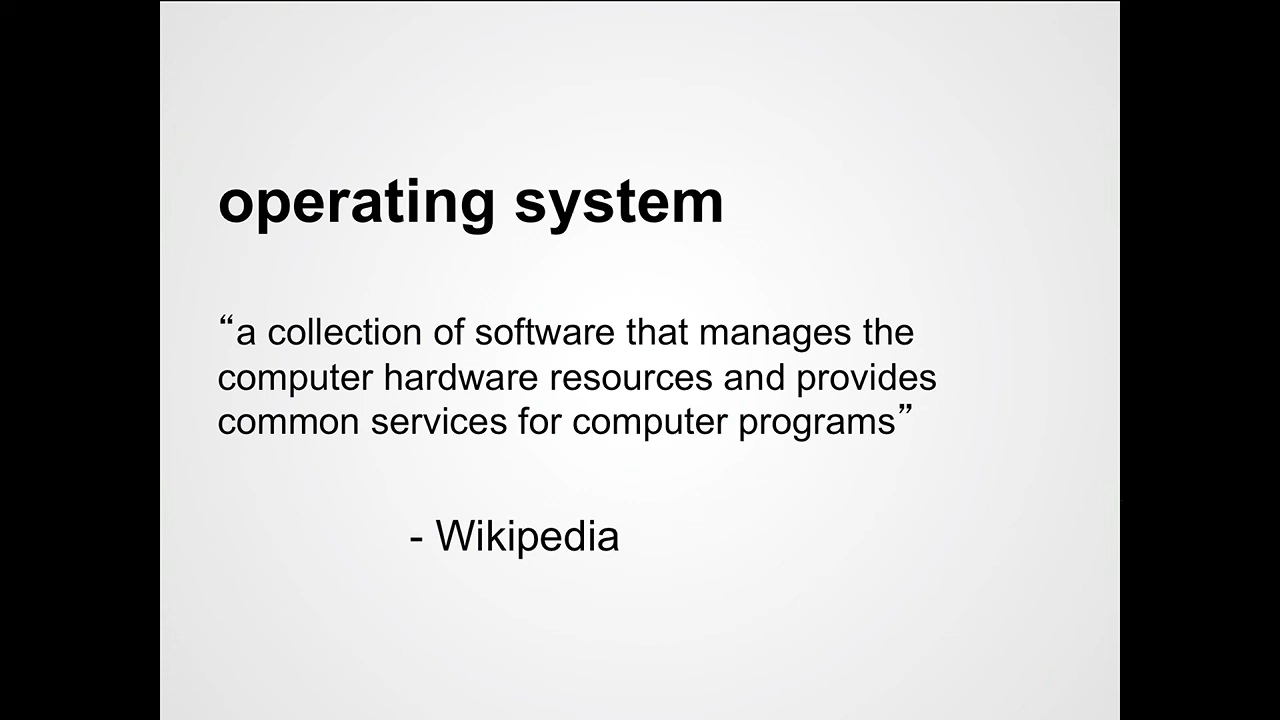 operating system
“a collection of software that manages the
computer hardware resources and provides
common services for computer programs”
- Wikipedia